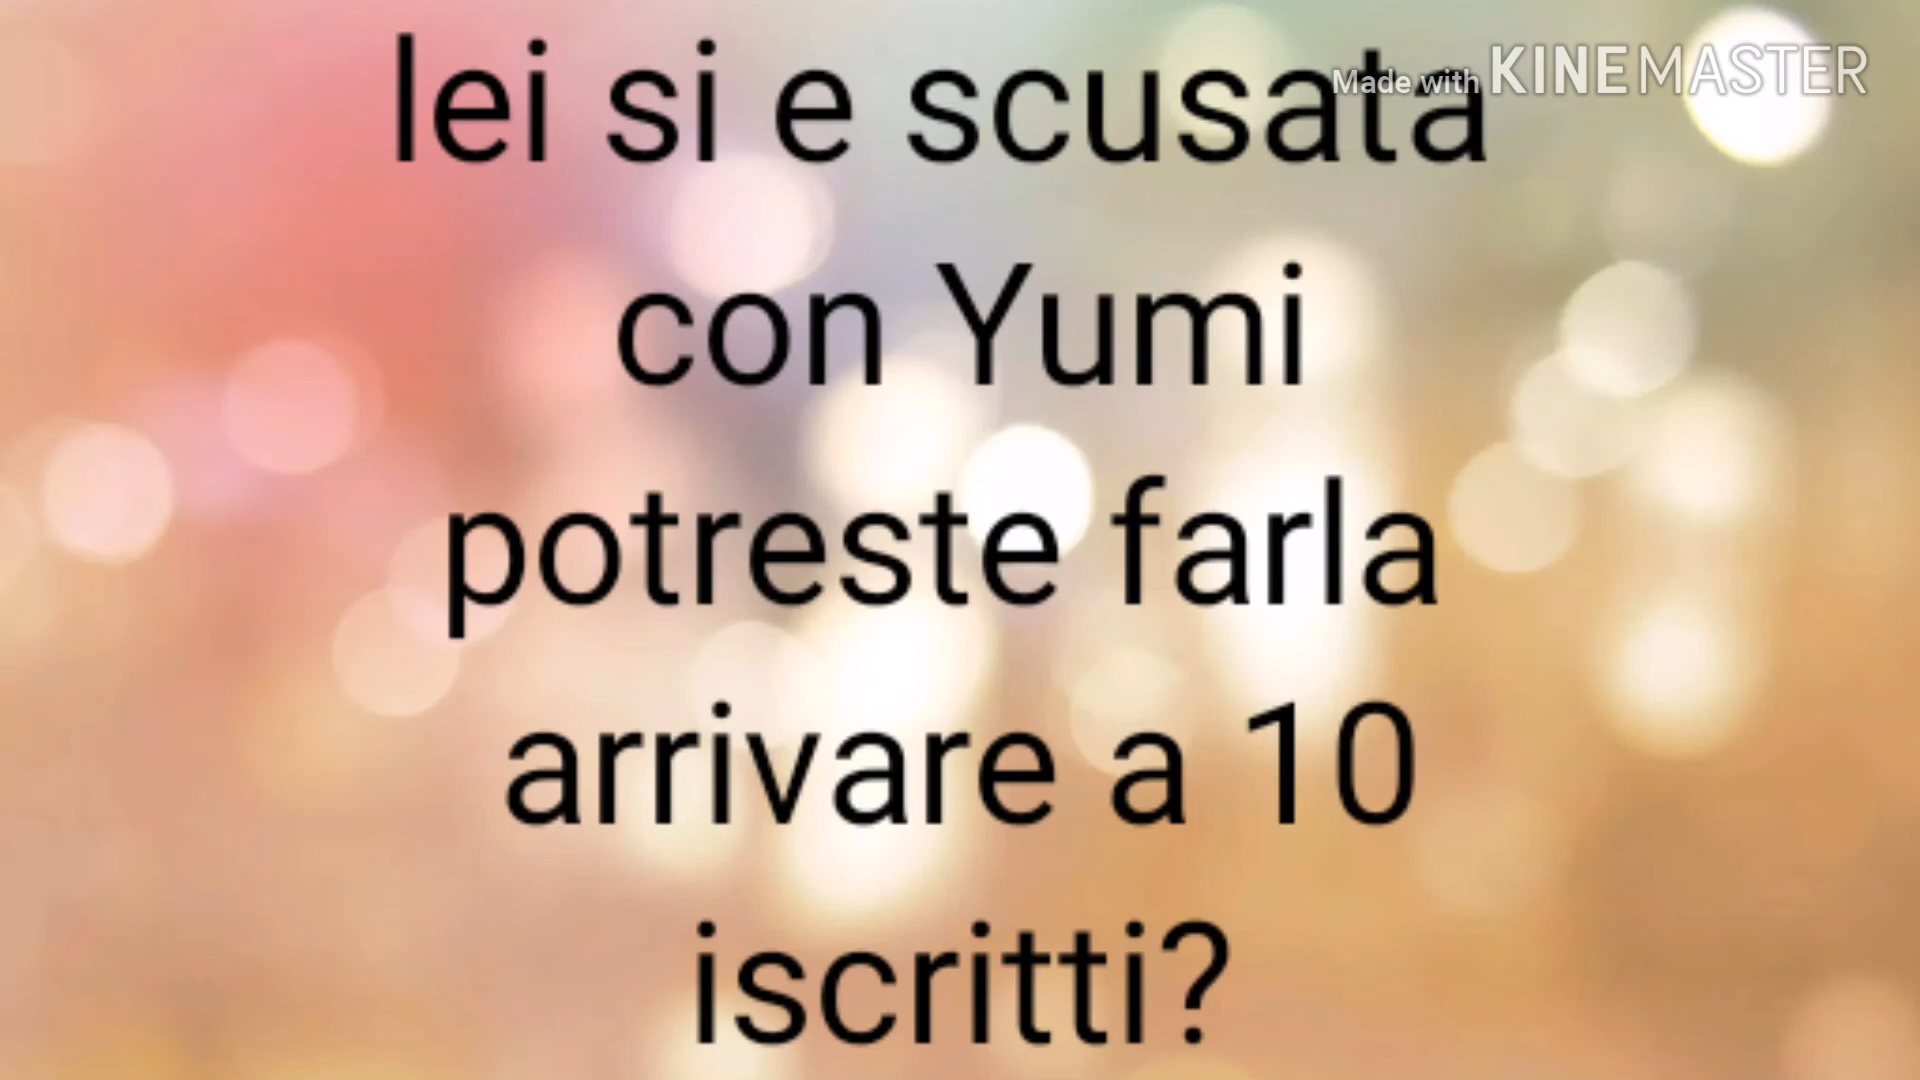 lei si e scusata
Made with KINEMASTER
con Yumi
potreste farla
arrivare a 10
iscritti?